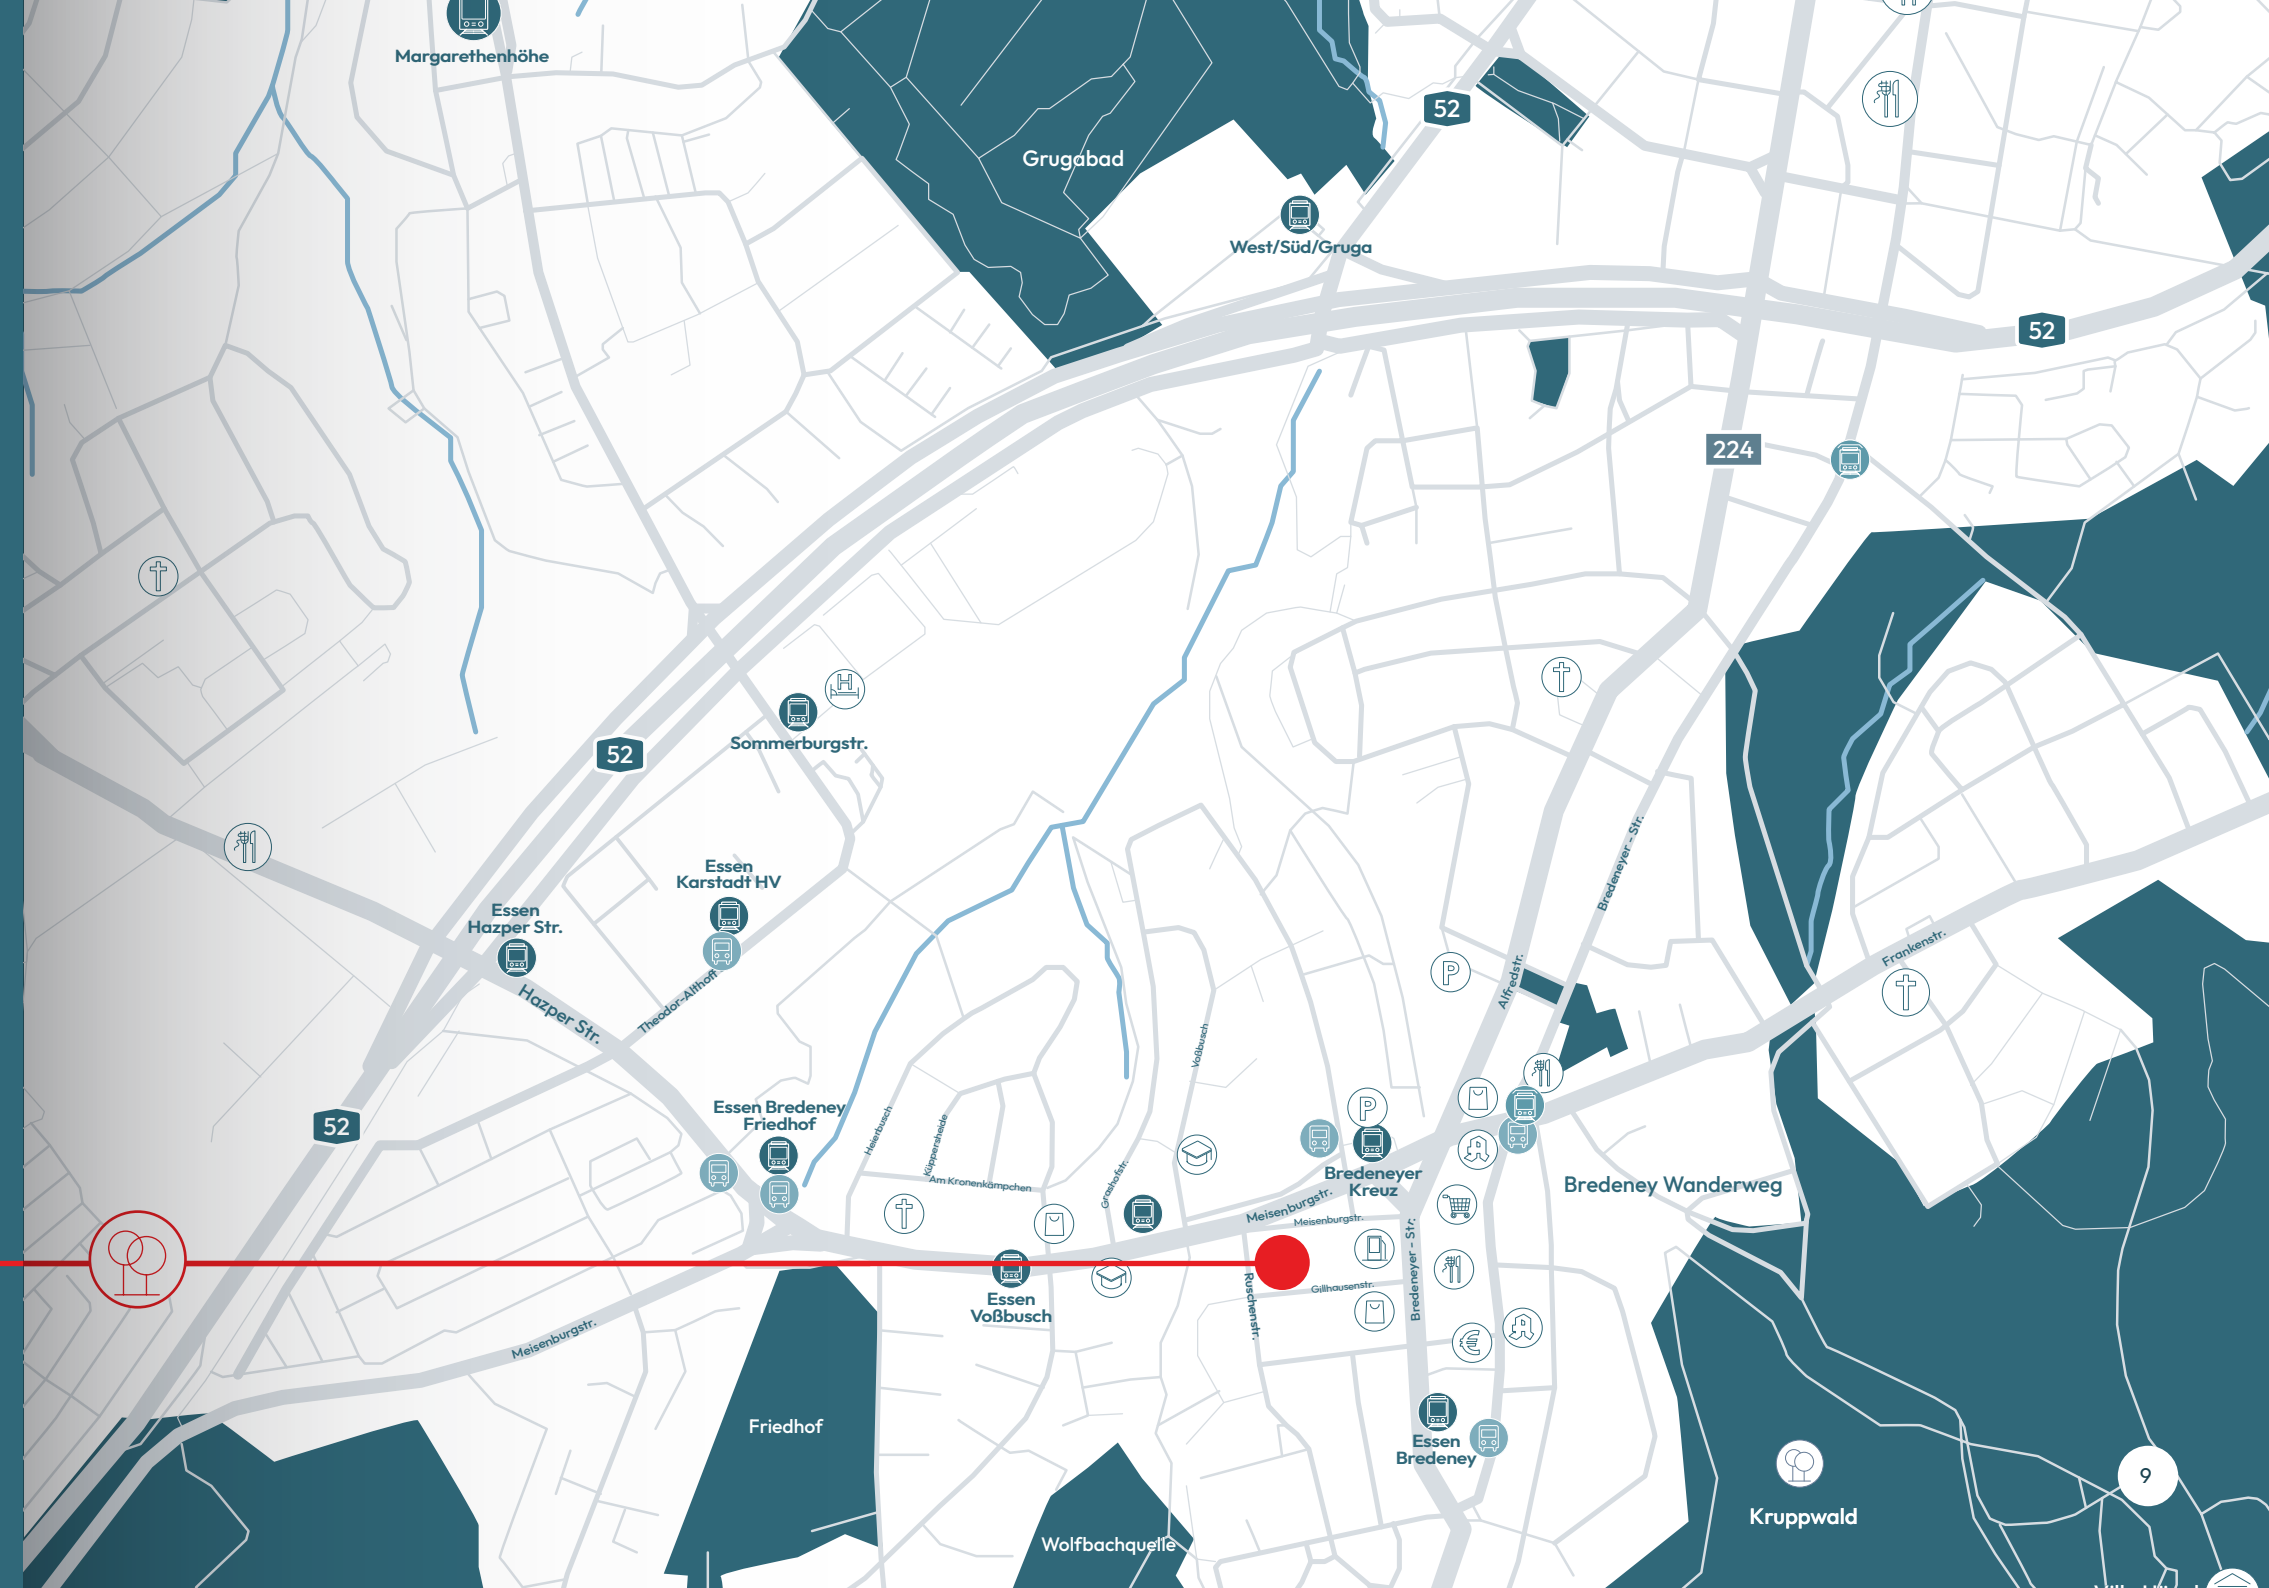 Margarethenhöhe
Grugabad
52
West/Süd/Gruga
52
224
H
Sommerburgstr.
52
Essen
Karstadt HV
Essen
Hazper Str.
Hazper Str.
Theodor-Althoff
Bredeneyer - Str.
Alfredstr.
Frankenstr.
P
Voßbusch
52
Essen Bredeney
Friedhof
Heierbusch
Küppersheide
Am Kronenkämpchen
Grashofstr.
P
Bredeneyer
Kreuz
Bredeney Wanderweg
Meisenburgstr.
Meisenburgstr.
Gillhausenstr.
Ruschenstr.
Bredeneyer - Str.
Essen
Voßbusch
Meisenburgstr.
€
Friedhof
Essen
Bredeney
9
Kruppwald
Wolfbachquelle